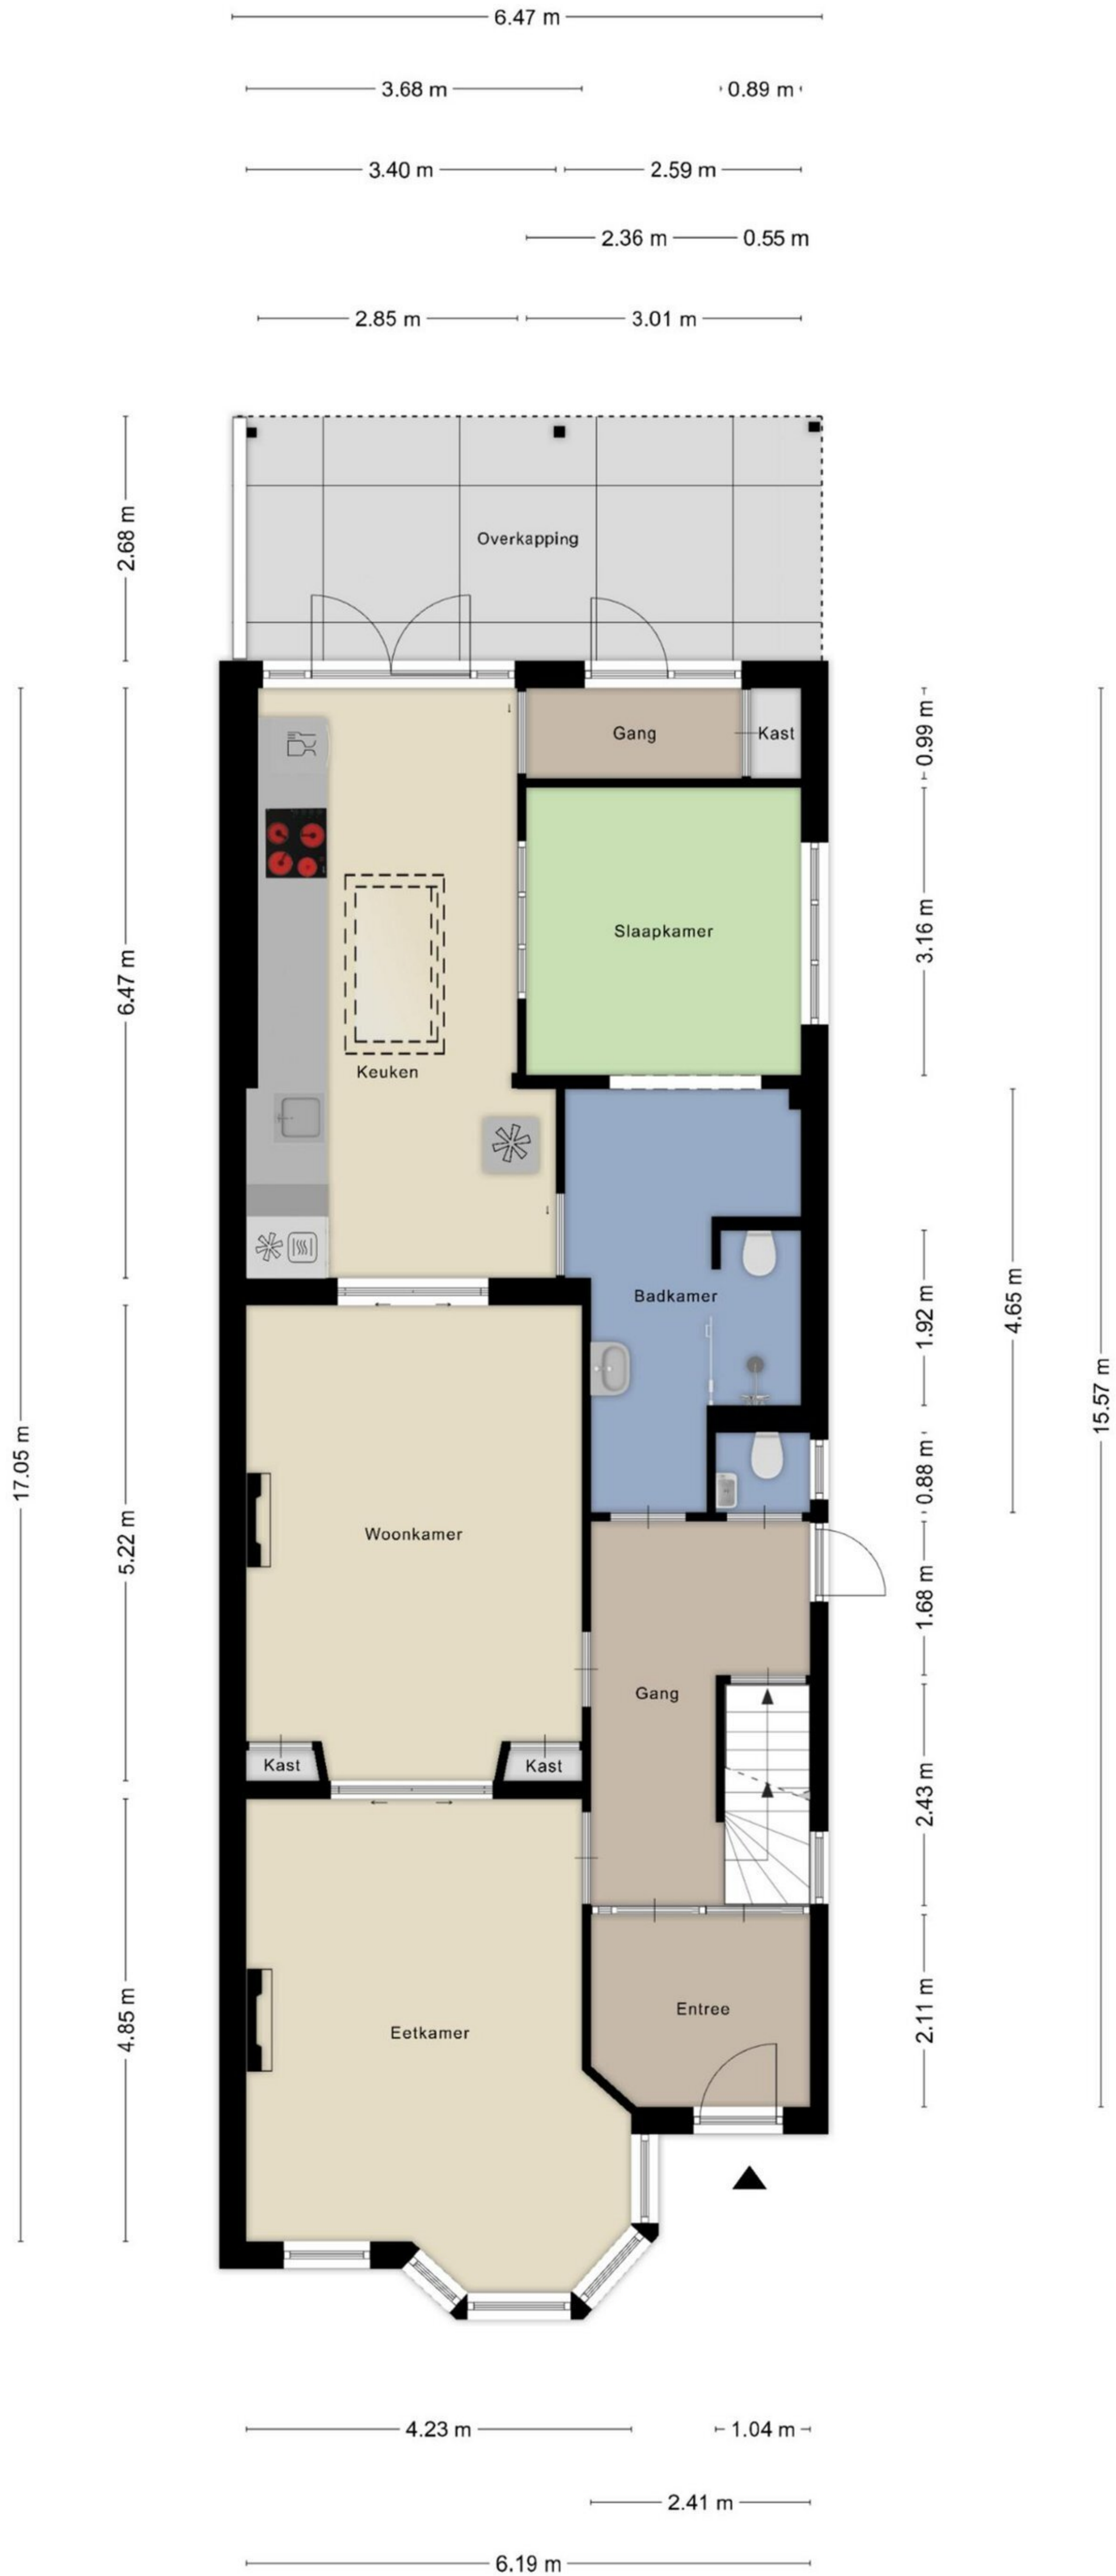 6.47 m
3.68 m
0.89 m
3.40 m
2.59 m
2.36 m
0.55 m
2.85 m
3.01 m
2.68 m
Overkapping
Gang
Kast
0.99 m
Slaapkamer
3.16 m
6.47 m
Keuken
Badkamer
1.92 m
4.65 m
15.57 m
17.05 m
0.88 m
5.22 m
Woonkamer
1.68 m
Gang
Kast
Kast
2.43 m
4.85 m
Entree
2.11 m
Eetkamer
4.23 m
1.04 m
2.41 m
6.19 m